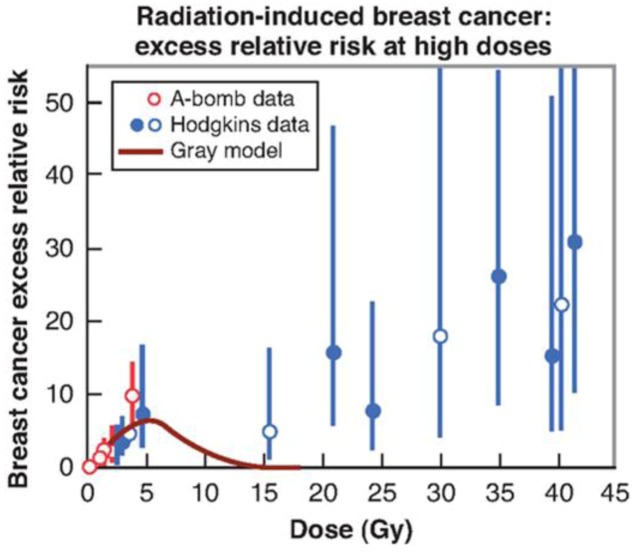 Radiation-induced breast cancer:
excess relative risk at high doses
Breast cancer excess relative risk
A-bomb data
Hodgkins data
Gray model
50
40
30
20
10
0
0 5 10 15 20 25 30 35 40 45
Dose (Gy)